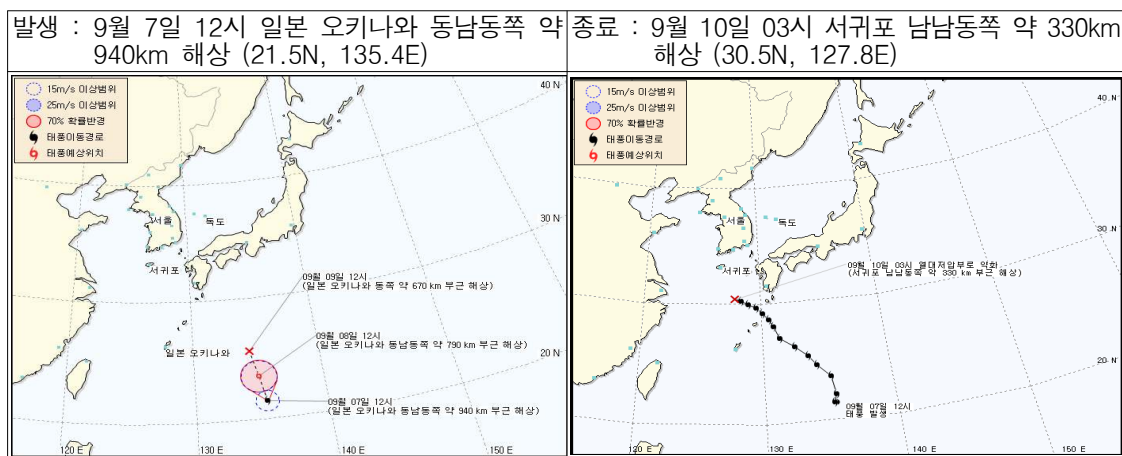 발생 : 9월 7일 12시 일본 오키나와 동남동쪽 약
940km 해상 (21.5N, 135.4E)
종료 : 9월 10일 03시 서귀포 남남동쪽 약 330km
해상 (30.5N, 127.8E)
15m/s 이상범위
25m/s 이상범위
70% 확률반경
태풍이동경로
태풍예상위치
40 N
30 N
20 N
서울
독도
서귀포
09월 09일 12시
(일본 오키나와 동쪽 약 670 km 부근 해상)
09월 08일 12시
(일본 오키나와 동남동쪽 약 790 km 부근 해상)
일본 오키나와
09월 07일 12시
(일본 오키나와 동남동쪽 약 940 km 부근 해상)
120 E
130 E
140 E
150 E
15m/s 이상범위
25m/s 이상범위
70% 확률반경
태풍이동경로
태풍예상위치
40 N
30 N
20 N
서울
독도
서귀포
09월 10일 03시 열대저압부로 약화
(서귀포 남남동쪽 약 330 km 부근 해상)
09월 07일 12시
태풍 발생
120 E
130 E
140 E
150 E